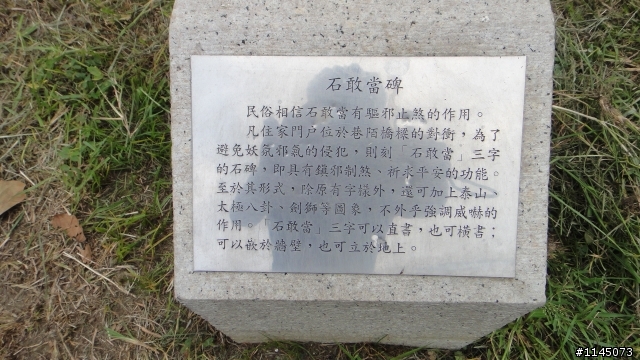 石敢當碑
民俗相信石敢當有驅邪止煞的作用。
凡住家門戶位於巷陌橋樑的對衝，為了
避免妖氛邪氣的侵犯，則刻「石敢當」三字
的石碑，即具有鎮邪制煞、祈求平安的功能。
至於其形式，除原有字樣外，還可加上泰山、
太極八卦、劍獅等圖象，不外乎強調威嚇的
作用。「石敢當」三字可以直書，也可橫書；
可以嵌於牆壁，也可立於地上。
#1145073